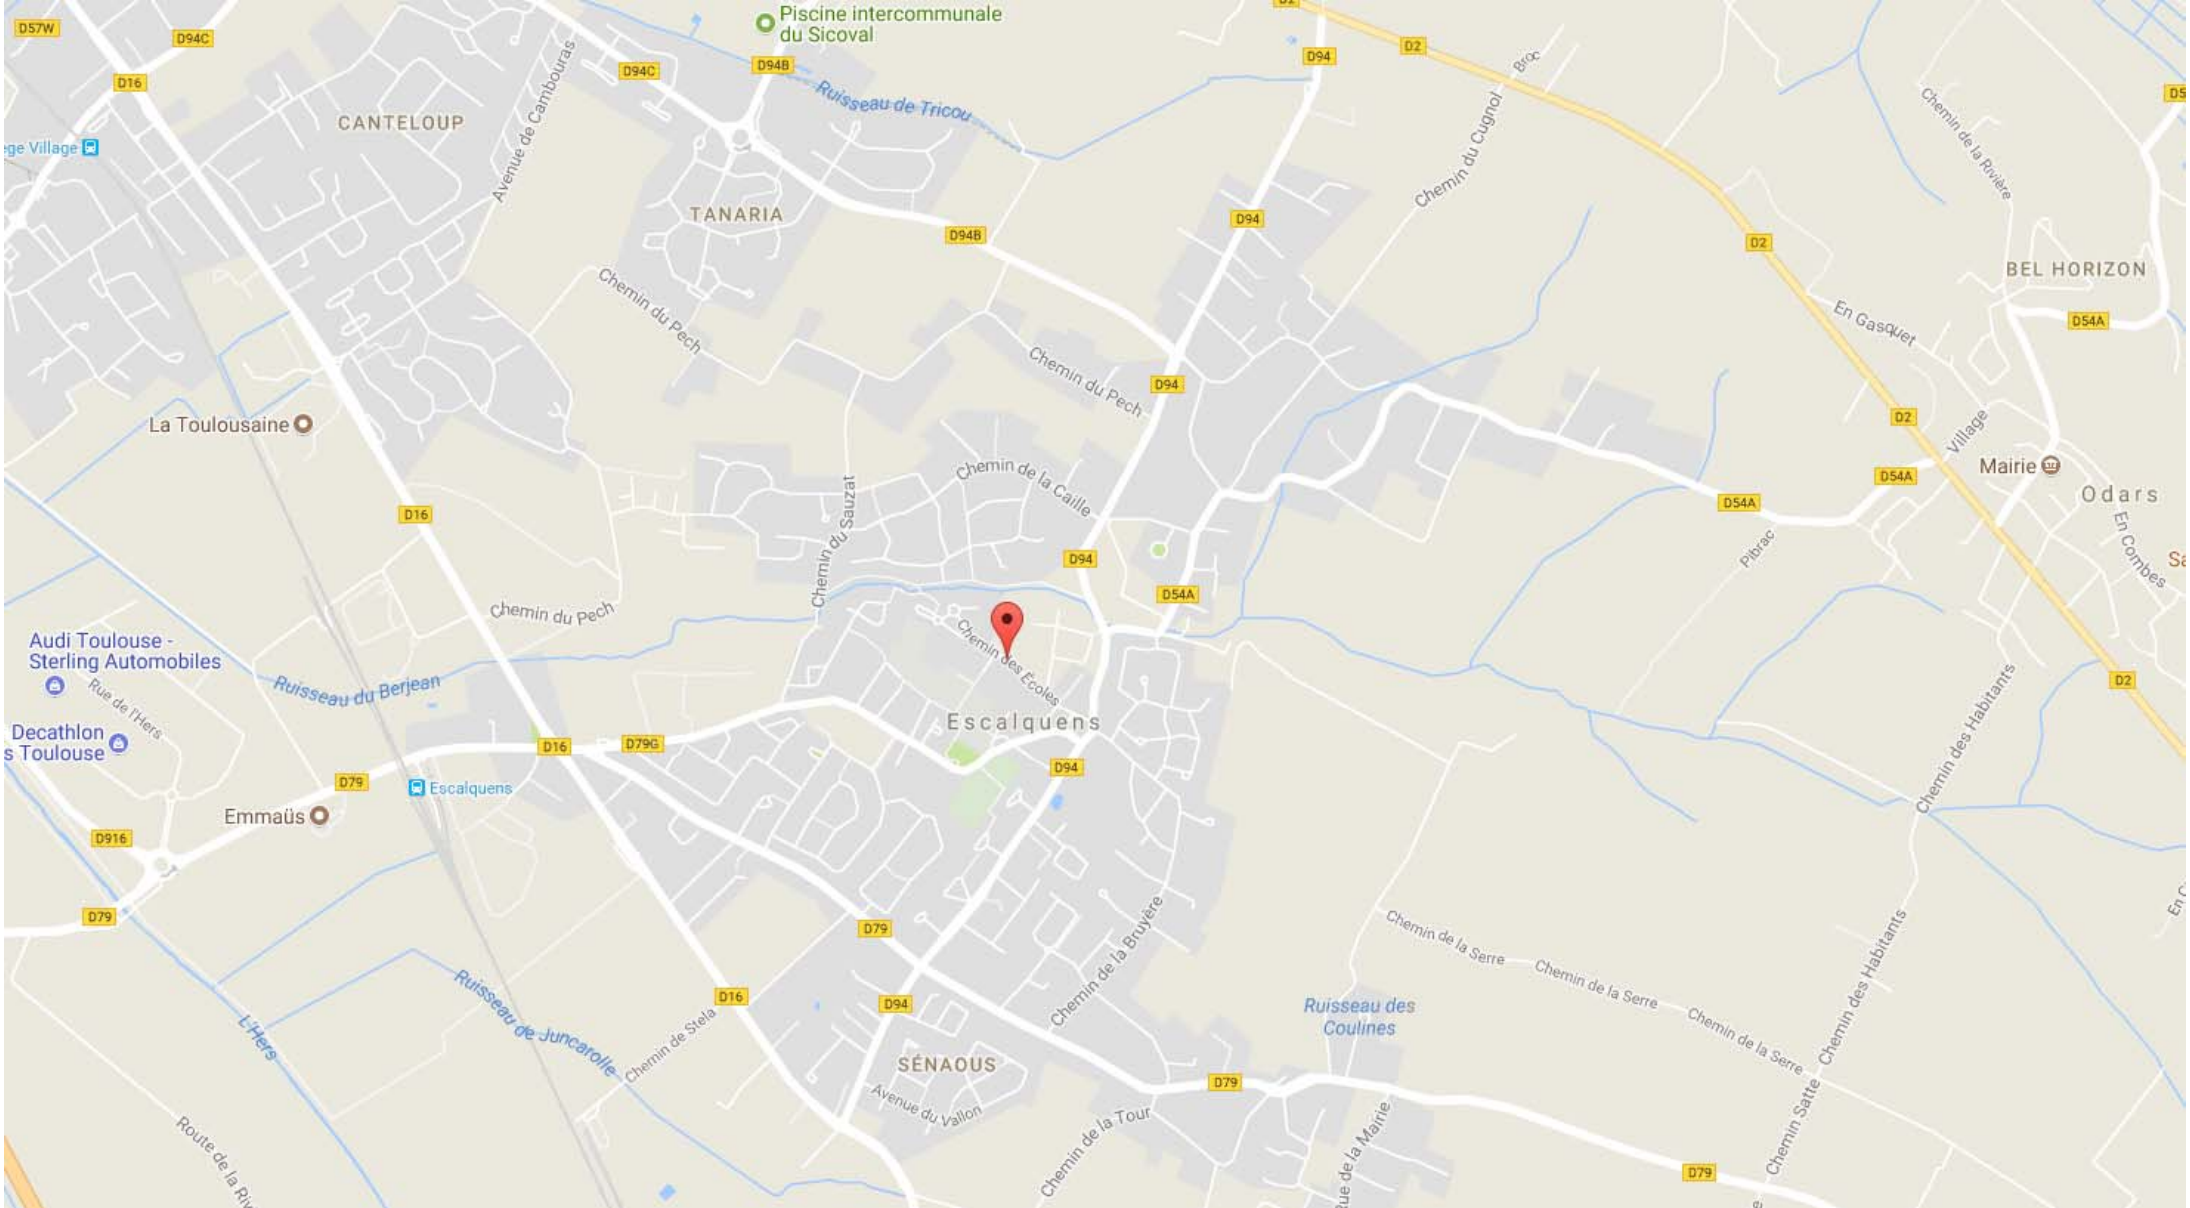 D2
Piscine intercommunale
du Sicoval
D57W
D94C
D16
D94C
D94B
D94
D2
Broc
Ruisseau de Tricou
CANTELOUP
Avenue de Cambouras
TANARIA
D94B
D94
Chemin du Cugnol
Chemin de la Rivière
D2
BEL HORIZON
D54A
En Gasquet
Chemin du Pech
Chemin du Pech
D94
La Toulousaine
D2
Village
Mairie
Odars
D54A
D54A
En Combes
Pibrac
D16
Chemin de la Caille
Chemin du Sauzat
D94
D54A
Chemin du Pech
Audi Toulouse -
Sterling Automobiles
Rue de l'Hers
Ruisseau du Berjean
Chemin des Écoles
Escalquens
Decathlon
s Toulouse
D16
D79G
D94
D79
Escalquens
Emmaüs
D916
D79
D2
Chemin des Habitants
D79
Chemin de la Bruyère
Chemin de la Serre
Chemin de la Serre
Chemin de la Serre
Chemin des Habitants
D16
D94
Ruisseau des
Coulines
L'Hers
Ruisseau de Juncarolle
Chemin de Stela
SÉNAOUS
Avenue du Vallon
D79
Chemin de la Tour
Chemin Satte
D79
Route de la Riv
ue de la Mairie